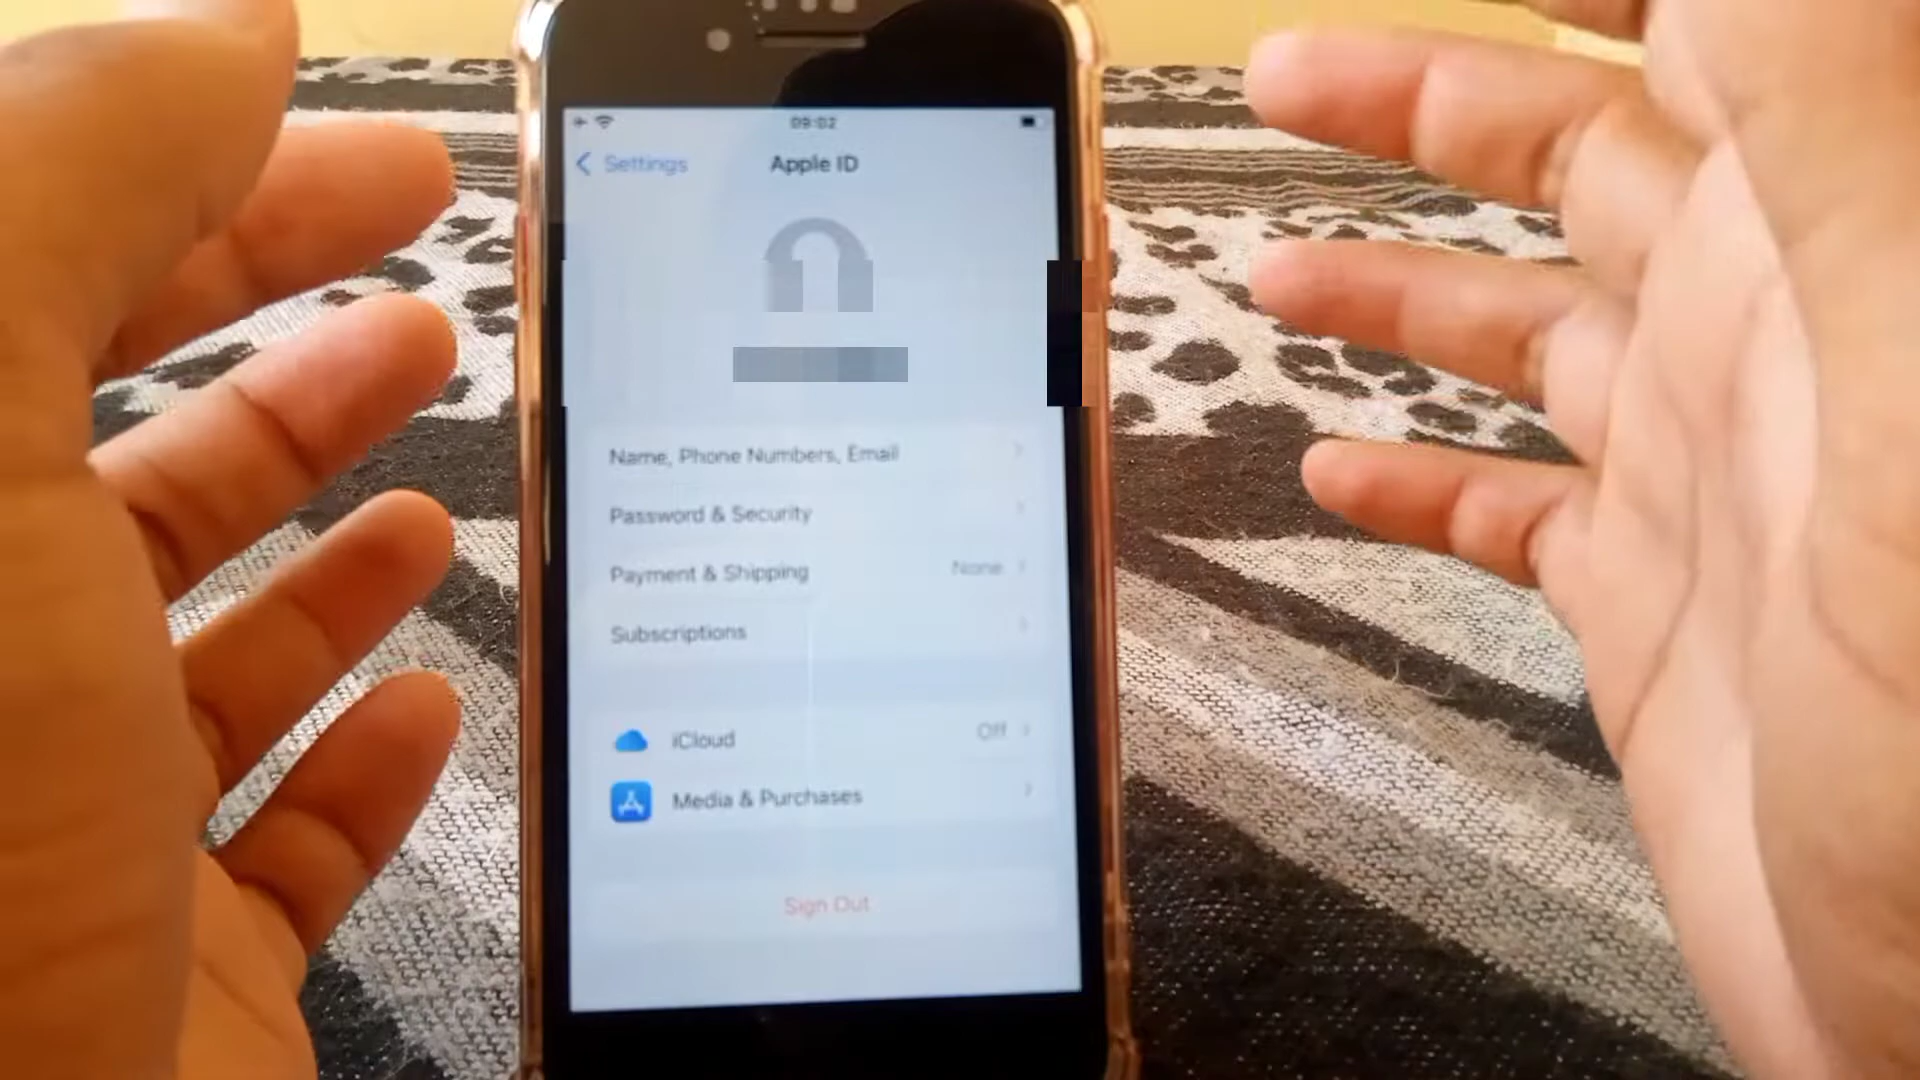 09:02
Settings
Apple ID
Name, Phone Numbers, Email
Password & Security
Payment & Shipping None
Subscriptions
iCloud Off
Media & Purchases
Sign Out